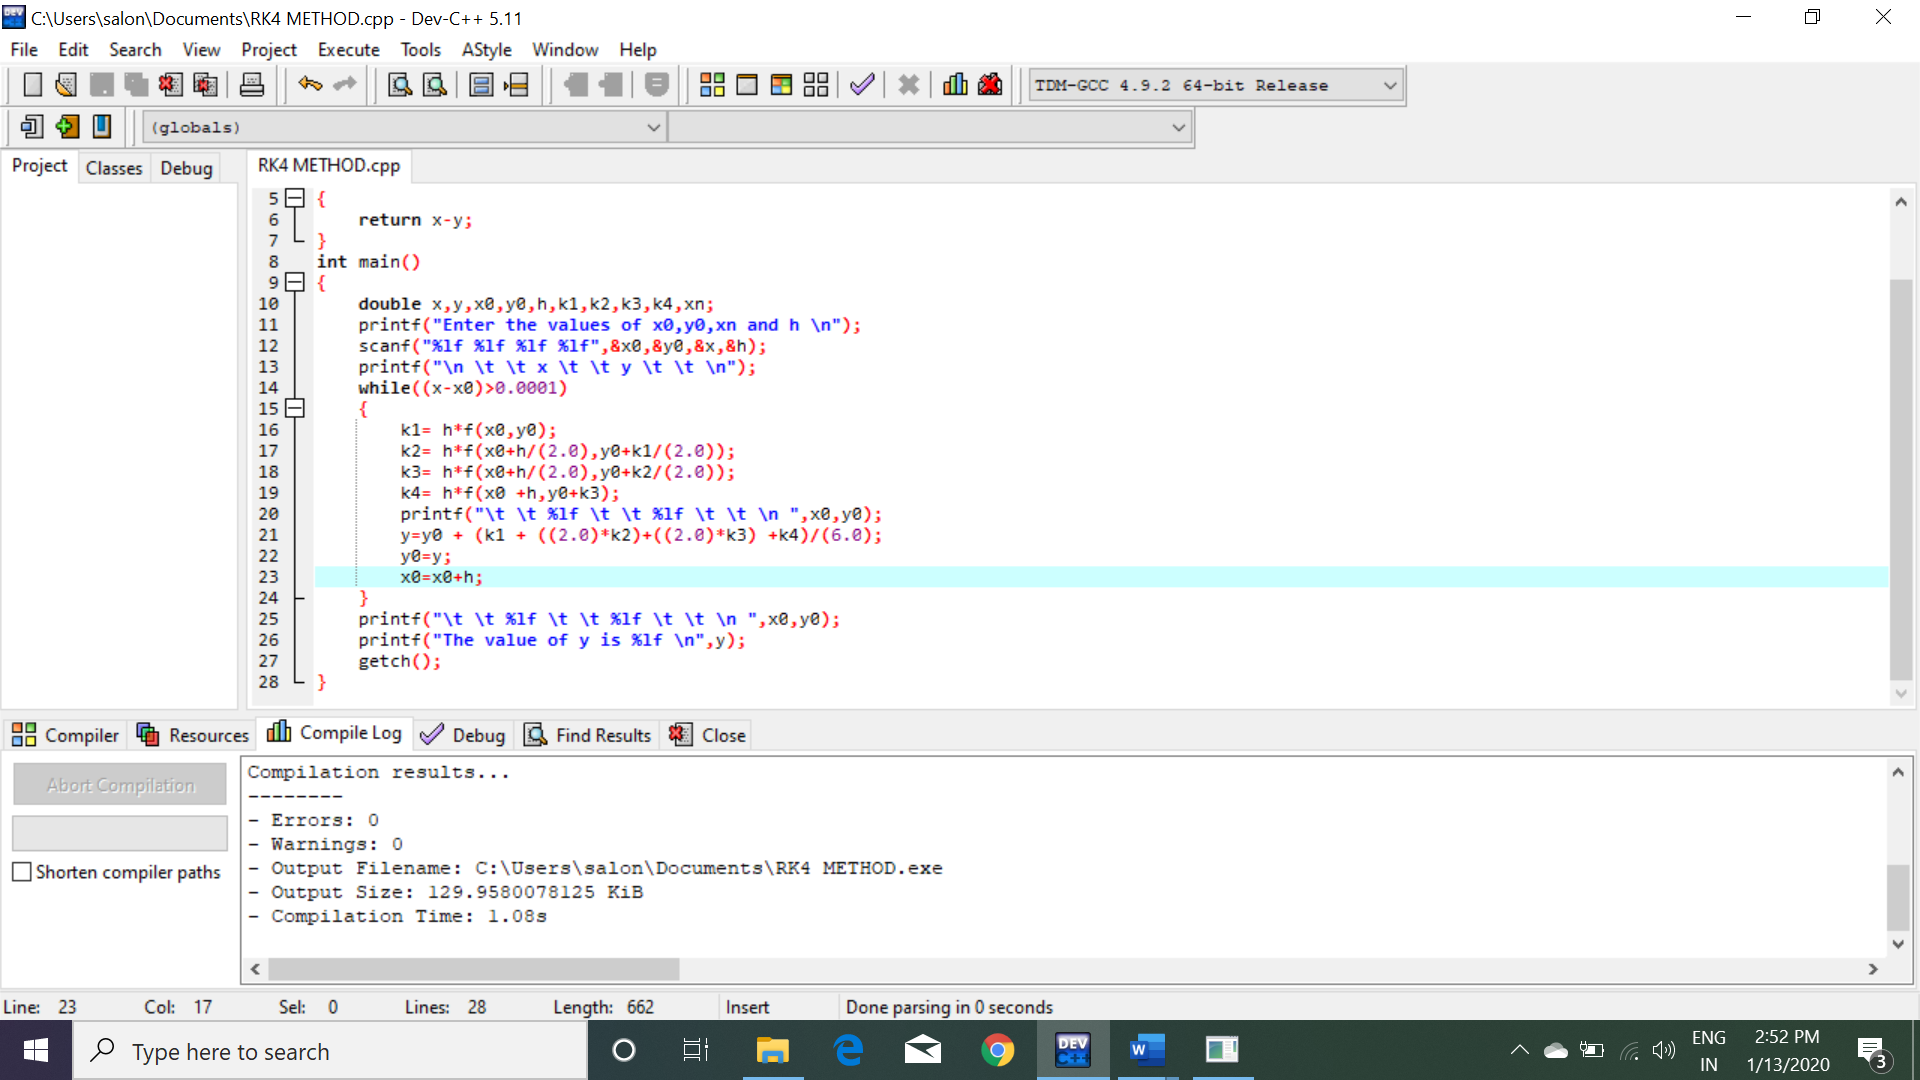 C:\Users\salon\Documents\RK4 METHOD.cpp - Dev-C++ 5.11
File Edit Search View Project Execute Tools AStyle Window Help
TDM-GCC 4.9.2 64-bit Release
(globals)
Project Classes Debug
RK4 METHOD.cpp
5 {
6 return x-y;
7 }
8 int main()
9 {
10 double x,y,x0,y0,h,k1,k2,k3,k4,xn;
11 printf("Enter the values of x0,y0,xn and h \n");
12 scanf("%lf %lf %lf %lf",&x0,&y0,&x,&h);
13 printf("\n \t \t x \t \t y \t \t \n");
14 while((x-x0)>0.0001)
15 {
16 k1= h*f(x0,y0);
17 k2= h*f(x0+h/(2.0),y0+k1/(2.0));
18 k3= h*f(x0+h/(2.0),y0+k2/(2.0));
19 k4= h*f(x0 +h,y0+k3);
20 printf("\t \t %lf \t \t %lf \t \t \n ",x0,y0);
21 y=y0 + (k1 + ((2.0)*k2)+((2.0)*k3) +k4)/(6.0);
22 y0=y;
23 x0=x0+h;
24 }
25 printf("\t \t %lf \t \t %lf \t \t \n ",x0,y0);
26 printf("The value of y is %lf \n",y);
27 getch();
28 }
Compiler Resources Compile Log Debug Find Results Close
Abort Compilation
Shorten compiler paths
Compilation results...
--------
- Errors: 0
- Warnings: 0
- Output Filename: C:\Users\salon\Documents\RK4 METHOD.exe
- Output Size: 129.9580078125 KiB
- Compilation Time: 1.08s
Line: 23 Col: 17 Sel: 0 Lines: 28 Length: 662 Insert Done parsing in 0 seconds
Type here to search
DEV C++
W
ENG
IN
2:52 PM
1/13/2020
3